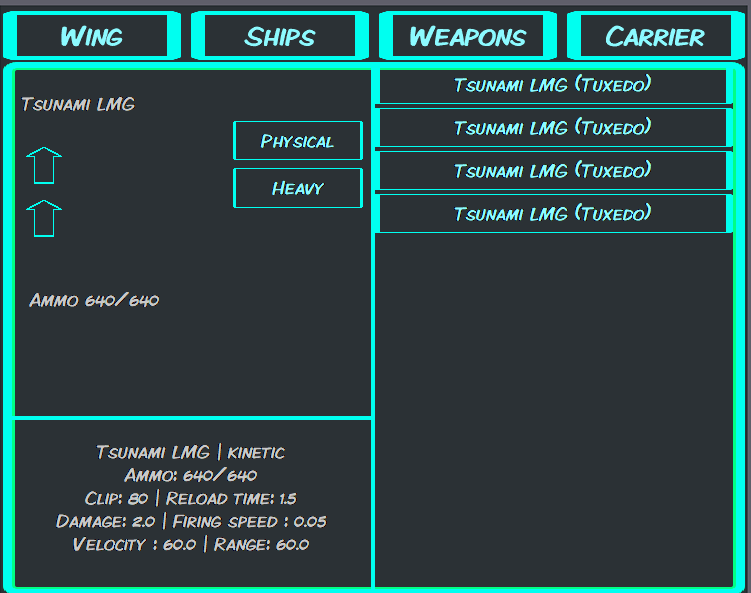 Wing
Ships
Weapons
Carrier
Tsunami LMG
Physical
Heavy
Ammo 640/640
Tsunami LMG | kinetic
Ammo: 640/640
Clip: 80 | Reload time: 1.5
Damage: 2.0 | Firing speed : 0.05
Velocity : 60.0 | Range: 60.0
Tsunami LMG (Tuxedo)
Tsunami LMG (Tuxedo)
Tsunami LMG (Tuxedo)
Tsunami LMG (Tuxedo)